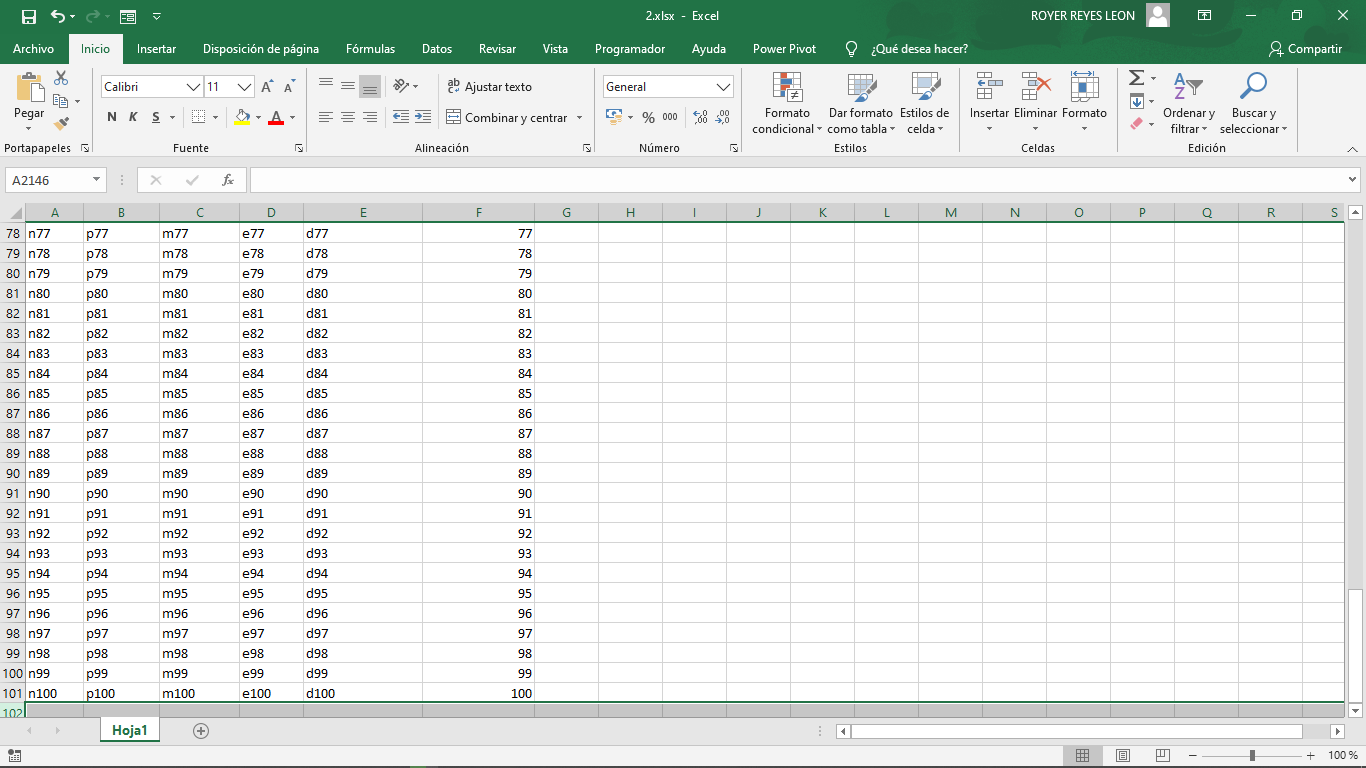 2.xlsx - Excel
ROYER REYES LEON
Archivo Inicio Insertar Disposición de página Fórmulas Datos Revisar Vista Programador Ayuda Power Pivot ¿Qué desea hacer? Compartir
Pegar
Calibri 11
N K S A
Ajustar texto
Combinar y centrar
General
% 000
Formato condicional
Dar formato como tabla
Estilos de celda
Insertar Eliminar Formato
Ordenar y filtrar
Buscar y seleccionar
Portapapeles Fuente Alineación Número Estilos Celdas Edición
A2146 fx
A B C D E F G H I J K L M N O P Q R S
78 n77 p77 m77 e77 d77 77
79 n78 p78 m78 e78 d78 78
80 n79 p79 m79 e79 d79 79
81 n80 p80 m80 e80 d80 80
82 n81 p81 m81 e81 d81 81
83 n82 p82 m82 e82 d82 82
84 n83 p83 m83 e83 d83 83
85 n84 p84 m84 e84 d84 84
86 n85 p85 m85 e85 d85 85
87 n86 p86 m86 e86 d86 86
88 n87 p87 m87 e87 d87 87
89 n88 p88 m88 e88 d88 88
90 n89 p89 m89 e89 d89 89
91 n90 p90 m90 e90 d90 90
92 n91 p91 m91 e91 d91 91
93 n92 p92 m92 e92 d92 92
94 n93 p93 m93 e93 d93 93
95 n94 p94 m94 e94 d94 94
96 n95 p95 m95 e95 d95 95
97 n96 p96 m96 e96 d96 96
98 n97 p97 m97 e97 d97 97
99 n98 p98 m98 e98 d98 98
100 n99 p99 m99 e99 d99 99
101 n100 p100 m100 e100 d100 100
102
Hoja1
100 %